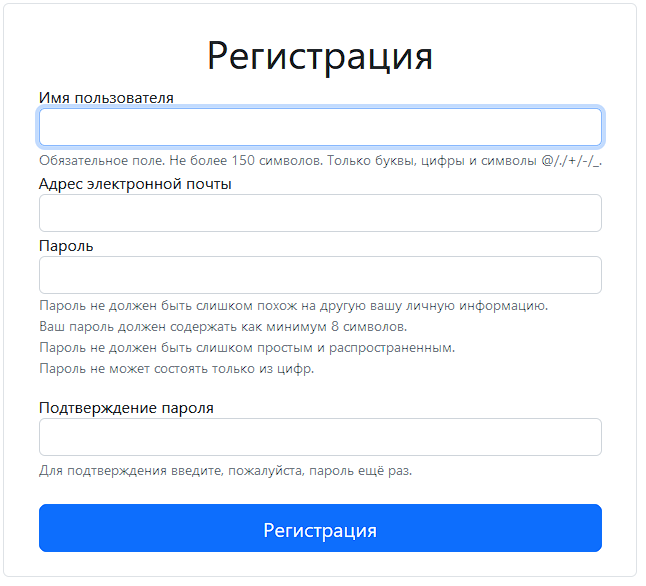 Регистрация
Имя пользователя
Обязательное поле. Не более 150 символов. Только буквы, цифры и символы @/./+/-/_.
Адрес электронной почты
Пароль
Пароль не должен быть слишком похож на другую вашу личную информацию.
Ваш пароль должен содержать как минимум 8 символов.
Пароль не должен быть слишком простым и распространенным.
Пароль не может состоять только из цифр.
Подтверждение пароля
Для подтверждения введите, пожалуйста, пароль ещё раз.
Регистрация